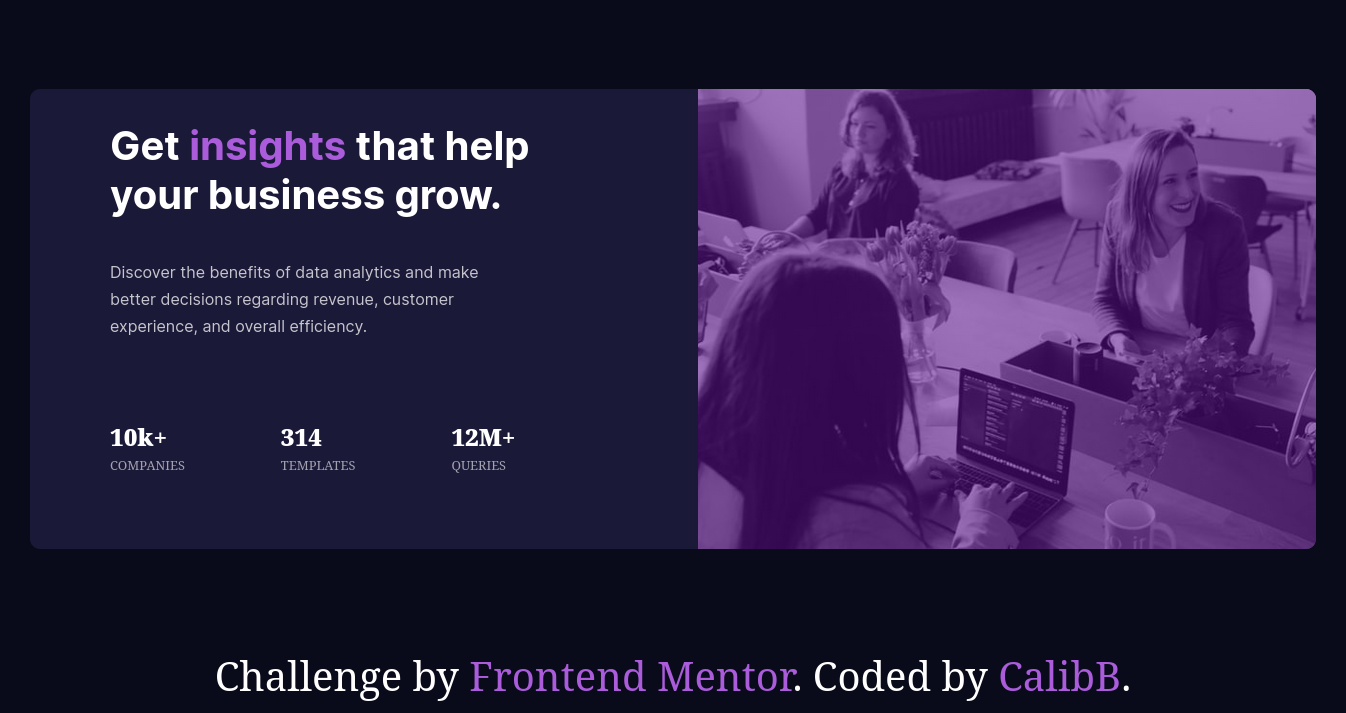 Get insights that help
your business grow.
Discover the benefits of data analytics and make
better decisions regarding revenue, customer
experience, and overall efficiency.
10k+ 314 12M+
COMPANIES TEMPLATES QUERIES
Challenge by Frontend Mentor. Coded by CalibB.